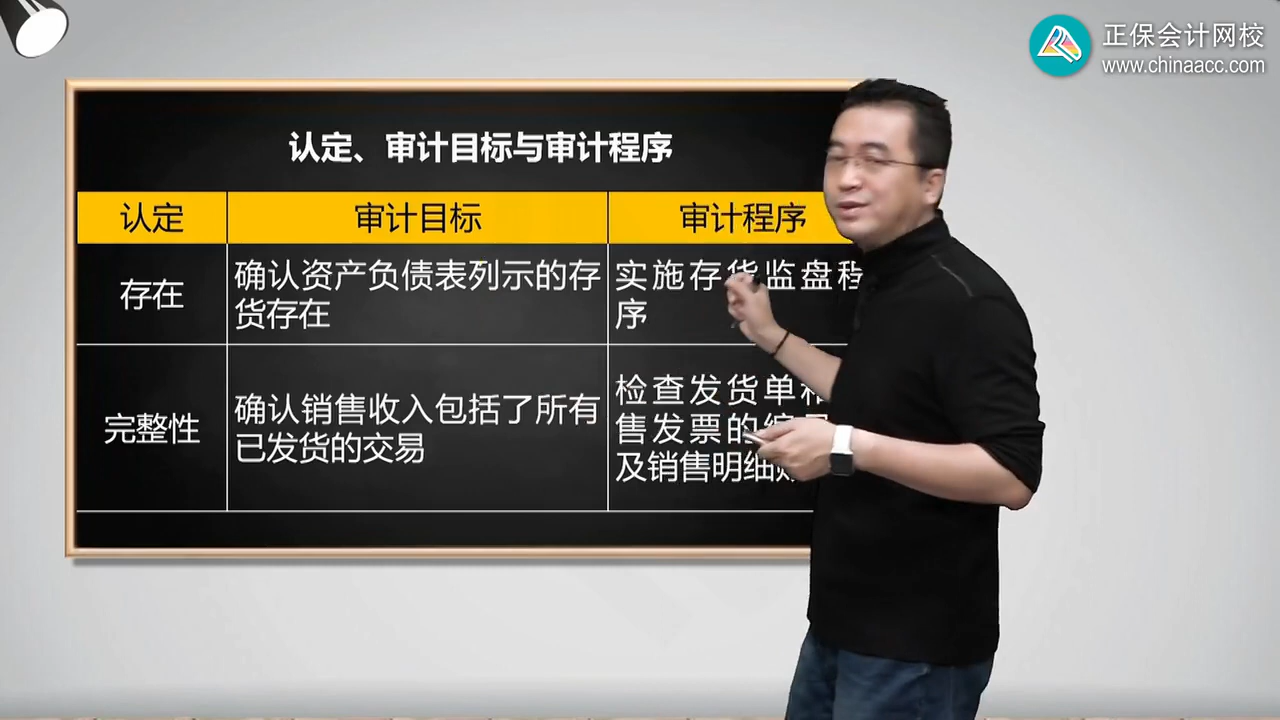 正保会计网校
www.chinaacc.com
认定、审计目标与审计程序
认定
审计目标
审计程序
存在
确认资产负债表列示的存
货存在
实施存货监盘程
序
完整性
确认销售收入包括了所有
已发货的交易
检查发货单
售发票的
及销售明细